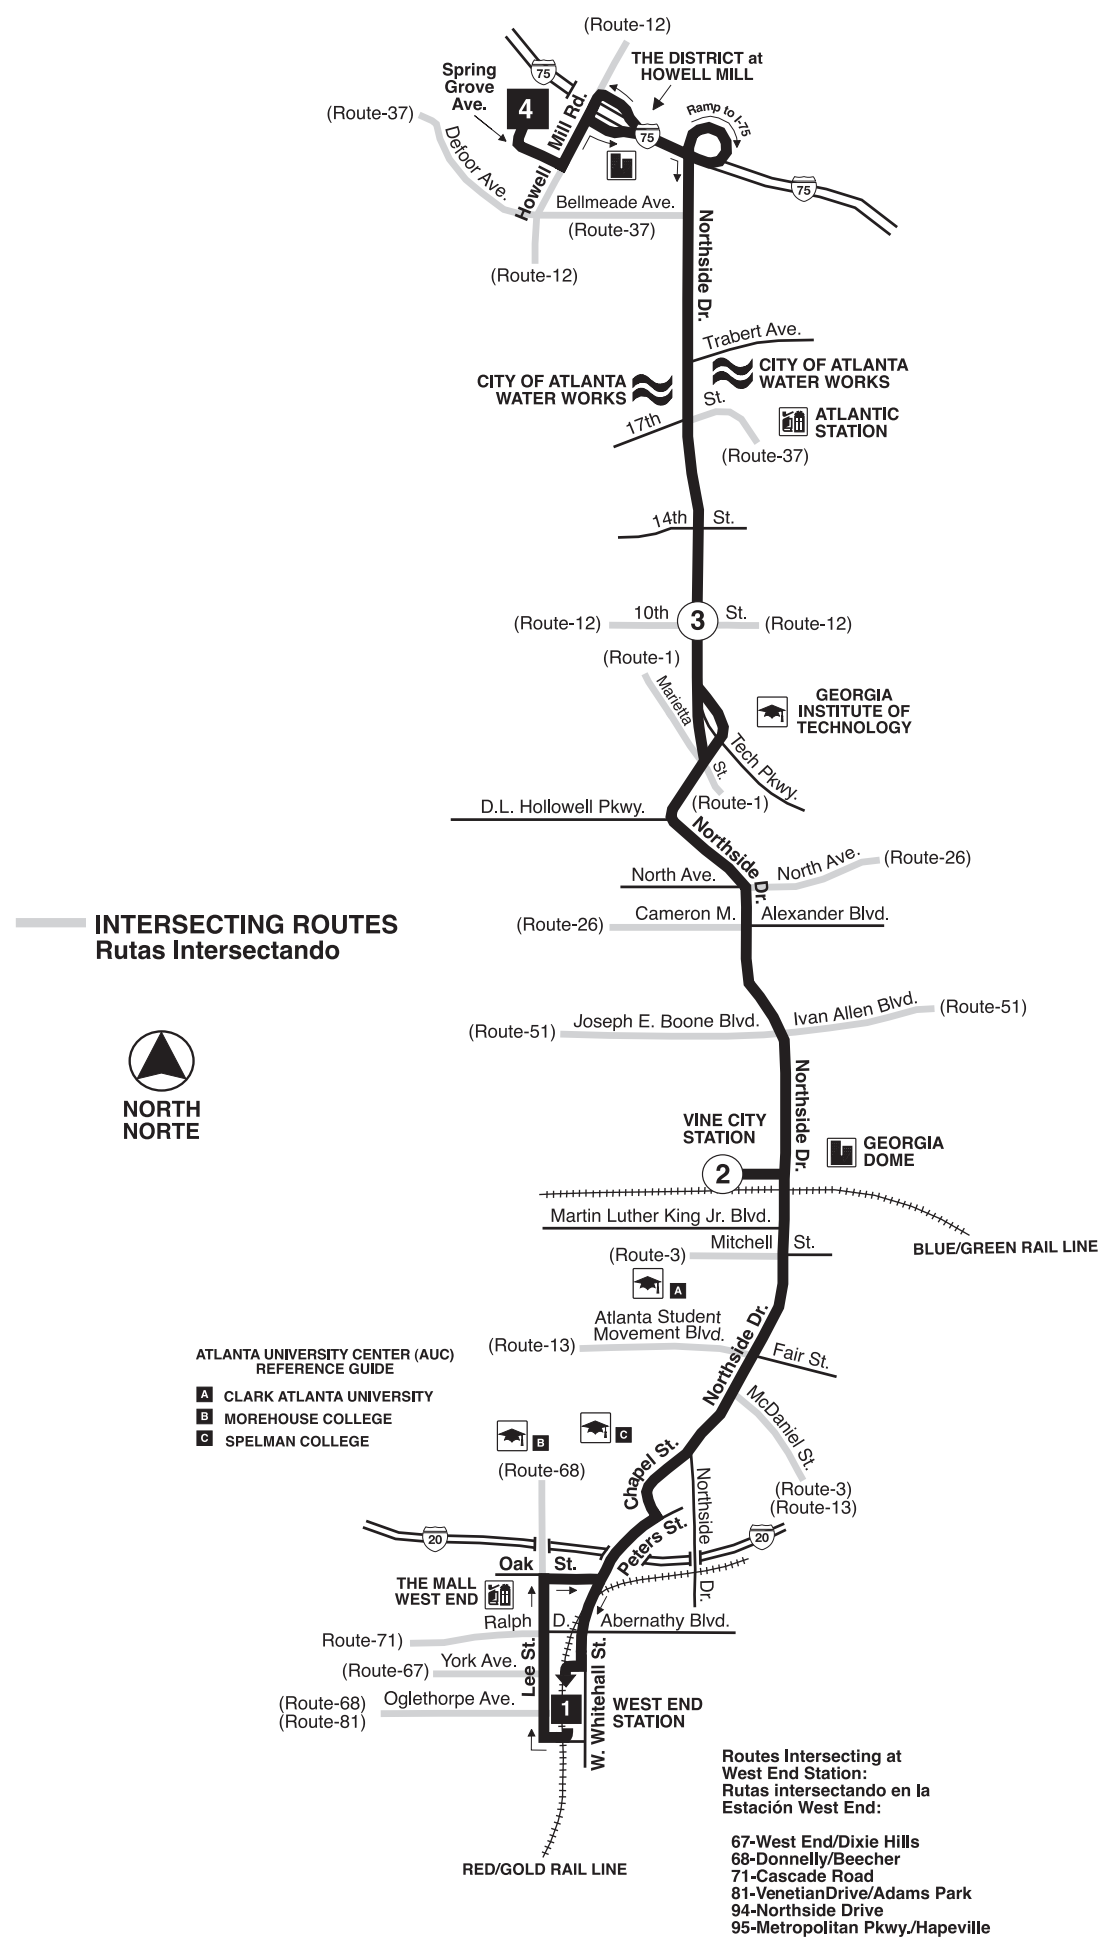 (Route-12)
THE DISTRICT at
HOWELL MILL
75
Spring
Grove
Ave.
4
Mill Rd.
Howell
(Route-37)
Defoor Ave.
Ramp to I-75
75
75
Bellmeade Ave.
(Route-37)
(Route-12)
Northside Dr.
Trabert Ave.
CITY OF ATLANTA
WATER WORKS
CITY OF ATLANTA
WATER WORKS
17th St.
ATLANTIC
STATION
(Route-37)
14th St.
10th St.
(Route-12)
3
(Route-12)
(Route-1)
Marietta St.
GEORGIA
INSTITUTE OF
TECHNOLOGY
Tech Pkwy.
(Route-1)
D.L. Hollowell Pkwy.
Northside Dr.
North Ave.
North Ave.
(Route-26)
(Route-26)
Cameron M. Alexander Blvd.
INTERSECTING ROUTES
Rutas Intersectando
(Route-51)
Joseph E. Boone Blvd.
Ivan Allen Blvd.
(Route-51)
NORTH
NORTE
Northside Dr.
VINE CITY
STATION
2
GEORGIA
DOME
Martin Luther King Jr. Blvd.
BLUE/GREEN RAIL LINE
(Route-3)
Mitchell St.
A
Atlanta Student
Movement Blvd.
(Route-13)
Northside Dr.
Fair St.
McDaniel St.
(Route-3)
(Route-13)
ATLANTA UNIVERSITY CENTER (AUC)
REFERENCE GUIDE
A CLARK ATLANTA UNIVERSITY
B MOREHOUSE COLLEGE
C SPELMAN COLLEGE
B
C
(Route-68)
Chapel St.
Northside Dr.
Peters St.
20
20
Oak St.
THE MALL
WEST END
Ralph D. Abernathy Blvd.
Route-71)
Lee St.
York Ave.
(Route-67)
Oglethorpe Ave.
(Route-68)
(Route-81)
1
W. Whitehall St.
WEST END
STATION
RED/GOLD RAIL LINE
Routes Intersecting at
West End Station:
Rutas intersectando en la
Estación West End:
67-West End/Dixie Hills
68-Donnelly/Beecher
71-Cascade Road
81-VenetianDrive/Adams Park
94-Northside Drive
95-Metropolitan Pkwy./Hapeville